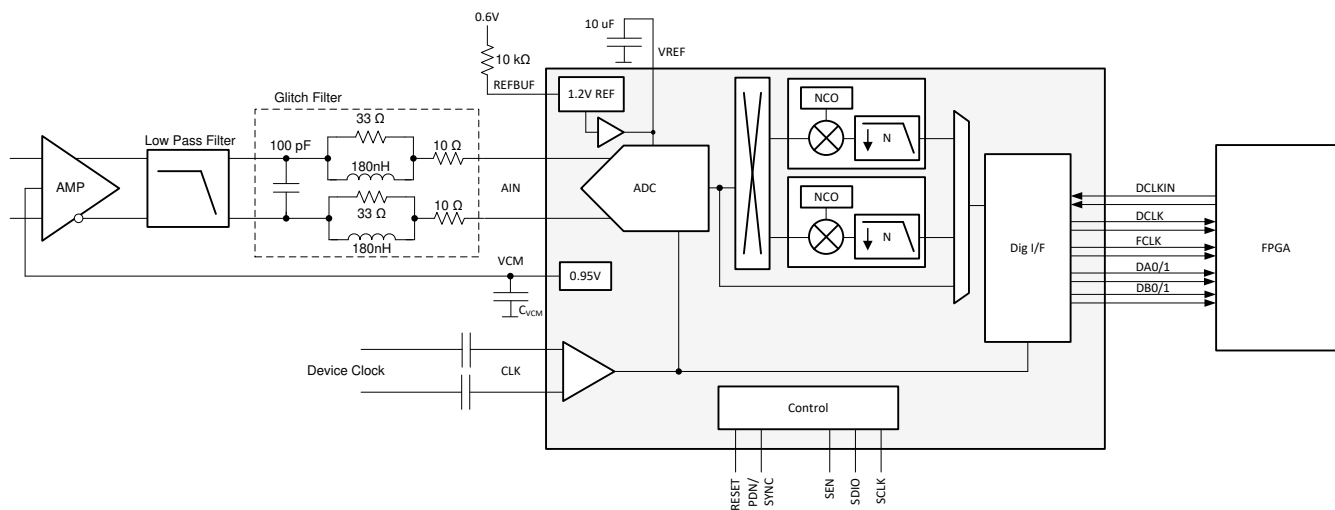 0.6V
10 uF
VREF
10 kΩ
REFBUF
1.2V REF
Glitch Filter
33 Ω
Low Pass Filter
100 pF
10 Ω
180nH
AMP
AIN
ADC
33 Ω
10 Ω
180nH
NCO
N
NCO
N
Dig I/F
DCLKIN
DCLK
FCLK
DA0/1
DB0/1
FPGA
VCM
0.95V
CVCM
Device Clock
CLK
Control
RESET
PDN/
SYNC
SEN
SDIO
SCLK